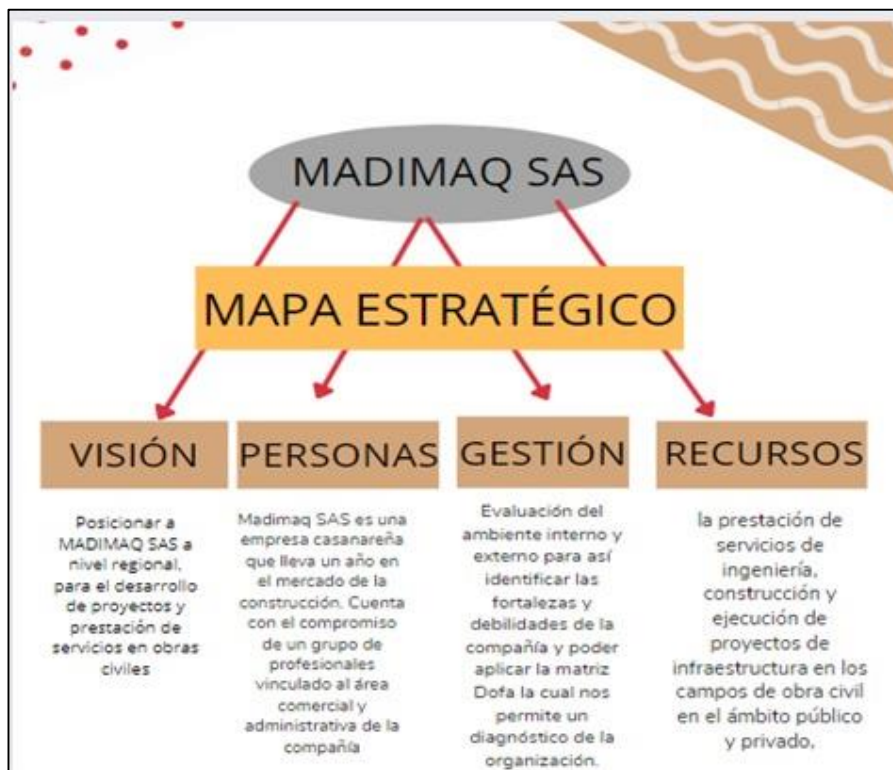 MADIMAQ SAS
MAPA ESTRATÉGICO
VISIÓN
Posicionar a
MADIMAQ SAS a
nivel regional,
para el desarrollo
de proyectos y
prestación de
servicios en obras
civiles
PERSONAS
Madimaq SAS es una
empresa casanareña
que lleva un año en
el mercado de la
construcción. Cuenta
con el compromiso
de un grupo de
profesionales
vinculado al área
comercial y
administrativa de la
compañía
GESTIÓN
Evaluación del
ambiente interno y
externo para así
identificar las
fortalezas y
debilidades de la
compañía y poder
aplicar la matriz
Dofa la cual nos
permite un
diagnóstico de la
organización.
RECURSOS
la prestación de
servicios de
ingeniería,
construcción y
ejecución de
proyectos de
infraestructura en los
campos de obra civil
en el ámbito público
y privado,